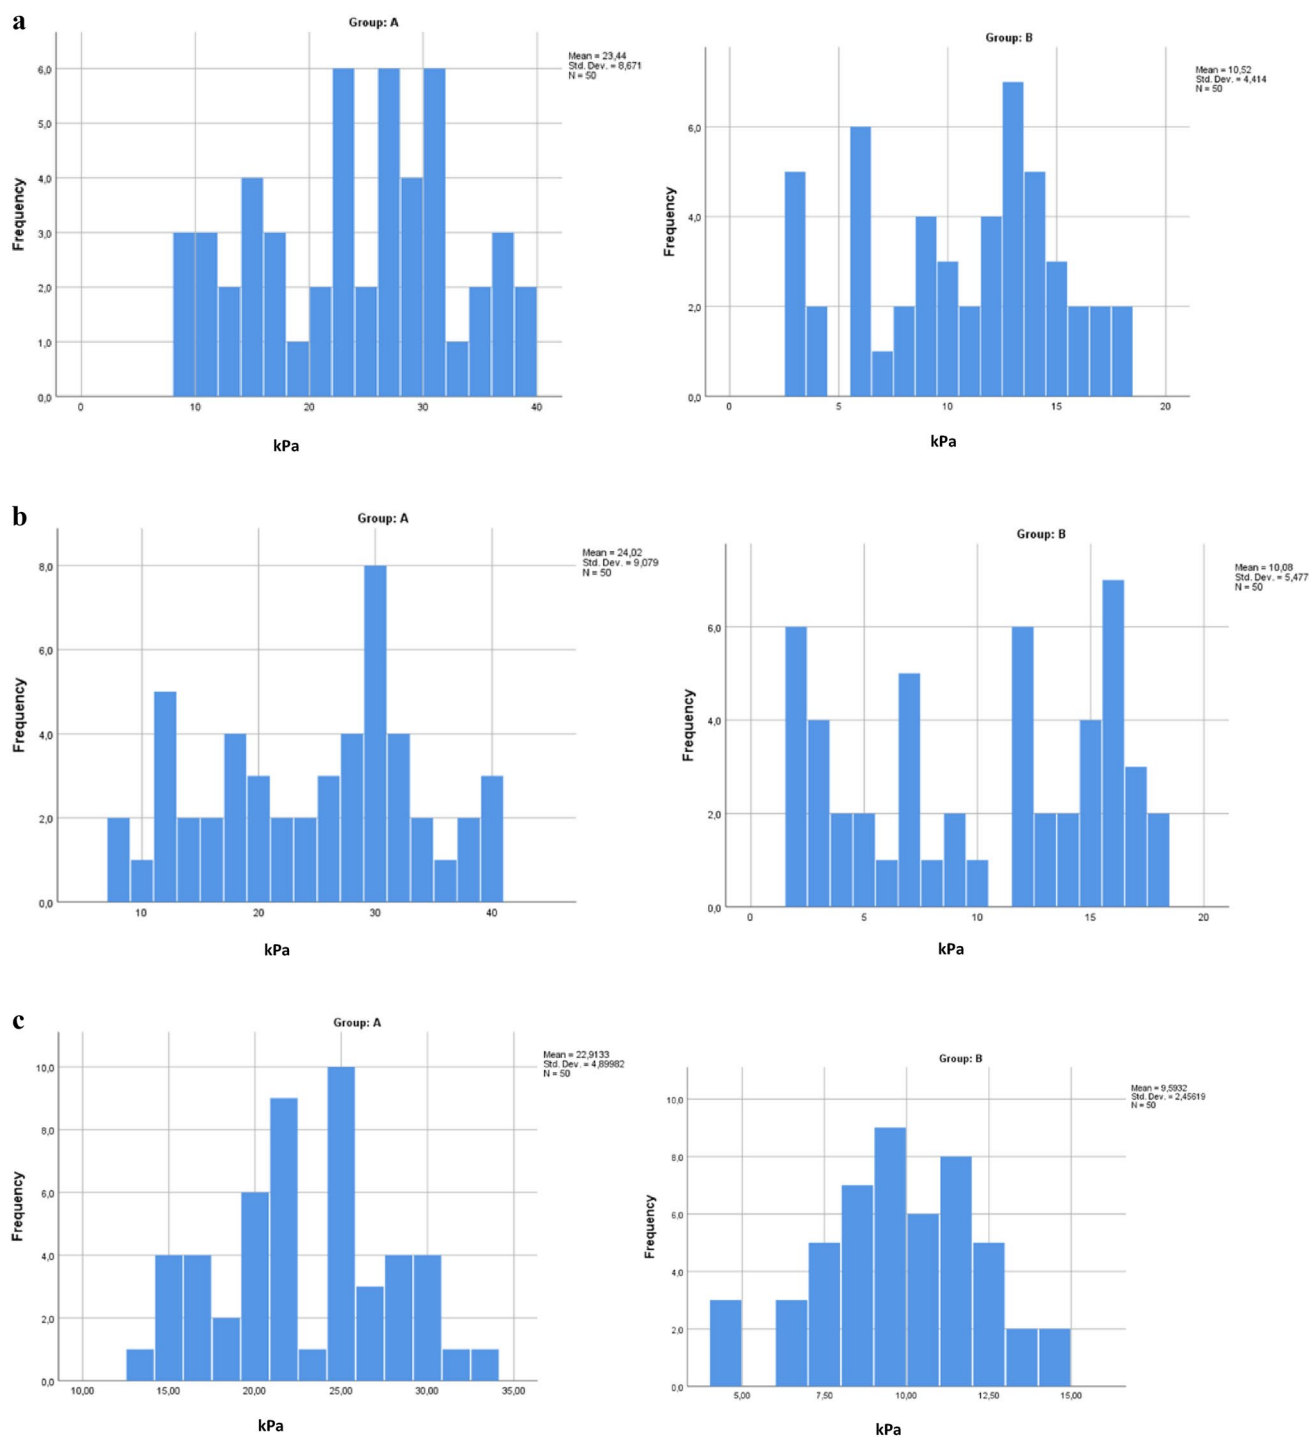 a
Group: A
Mean = 23,44
Std. Dev. = 8,671
N = 50
6,0
5,0
4,0
3,0
2,0
1,0
0,0
Frequency
0 10 20 30 40
kPa
Group: B
Mean = 10,52
Std. Dev. = 4,414
N = 50
6,0
4,0
2,0
0,0
Frequency
0 5 10 15 20
kPa
b
Group: A
Mean = 24,02
Std. Dev. = 9,079
N = 50
8,0
6,0
4,0
2,0
0,0
Frequency
10 20 30 40
kPa
Group: B
Mean = 10,08
Std. Dev. = 5,477
N = 50
6,0
4,0
2,0
0,0
Frequency
0 5 10 15 20
kPa
c
Group: A
Mean = 22,9133
Std. Dev. = 4,89982
N = 50
10,0
8,0
6,0
4,0
2,0
0,0
Frequency
10,00 15,00 20,00 25,00 30,00 35,00
kPa
Group: B
Mean = 9,5932
Std. Dev. = 2,45619
N = 50
10,0
8,0
6,0
4,0
2,0
0,0
Frequency
5,00 7,50 10,00 12,50 15,00
kPa